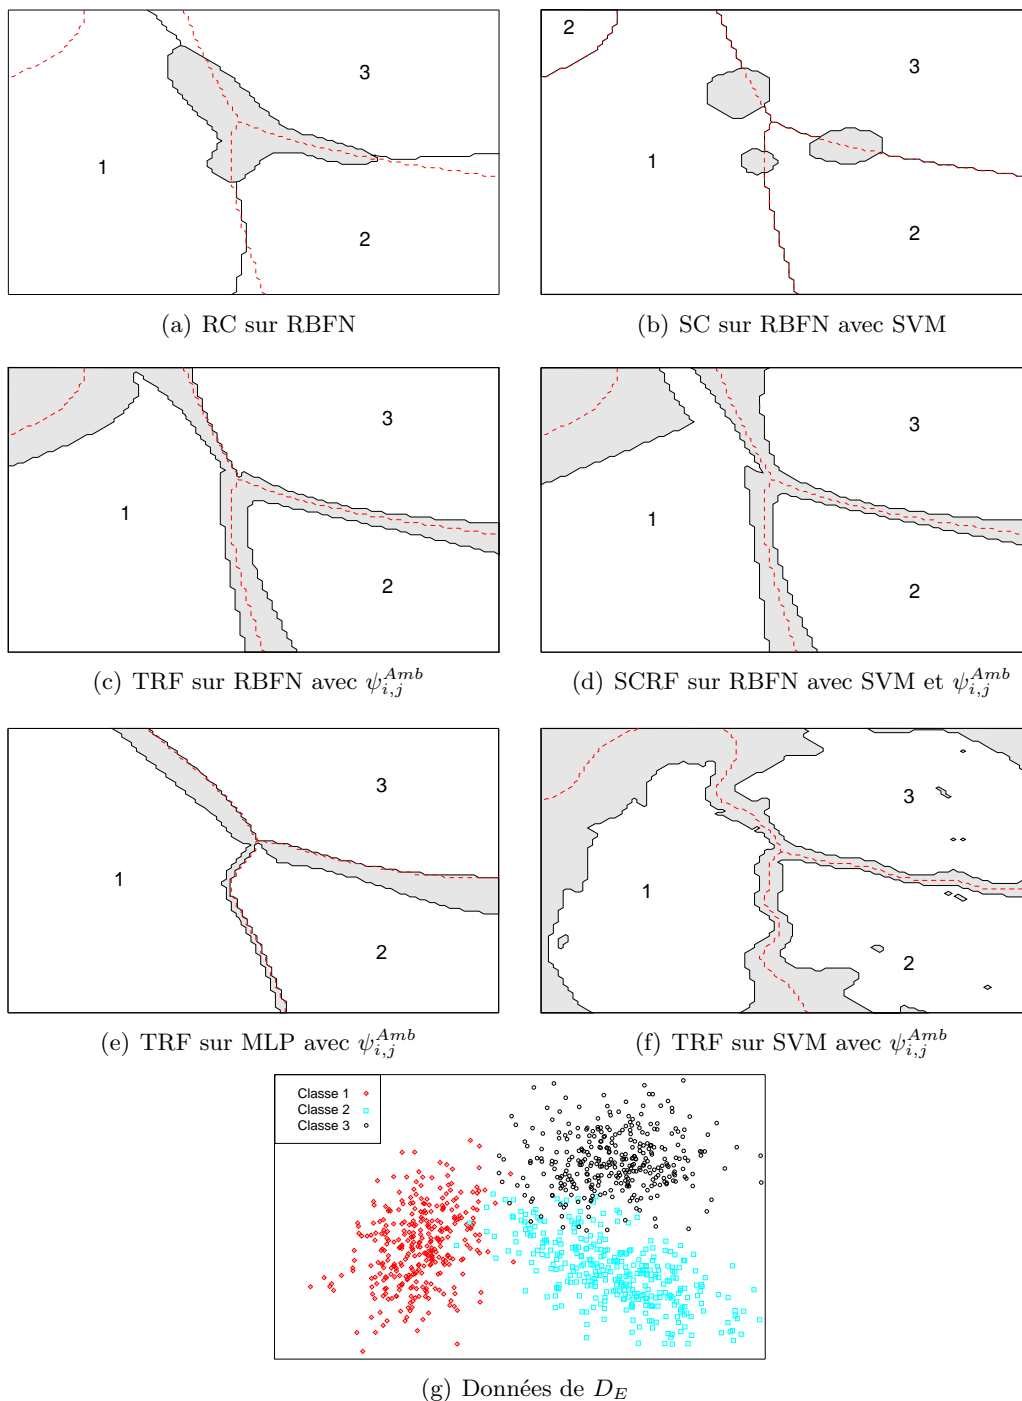 3
1
2
(a) RC sur RBFN
2
3
1
2
(b) SC sur RBFN avec SVM
3
1
2
(c) TRF sur RBFN avec ψ_{i,j}^{Amb}
3
1
2
(d) SCRF sur RBFN avec SVM et ψ_{i,j}^{Amb}
3
1
2
(e) TRF sur MLP avec ψ_{i,j}^{Amb}
3
1
2
(f) TRF sur SVM avec ψ_{i,j}^{Amb}
Classe 1
Classe 2
Classe 3
(g) Données de D_E